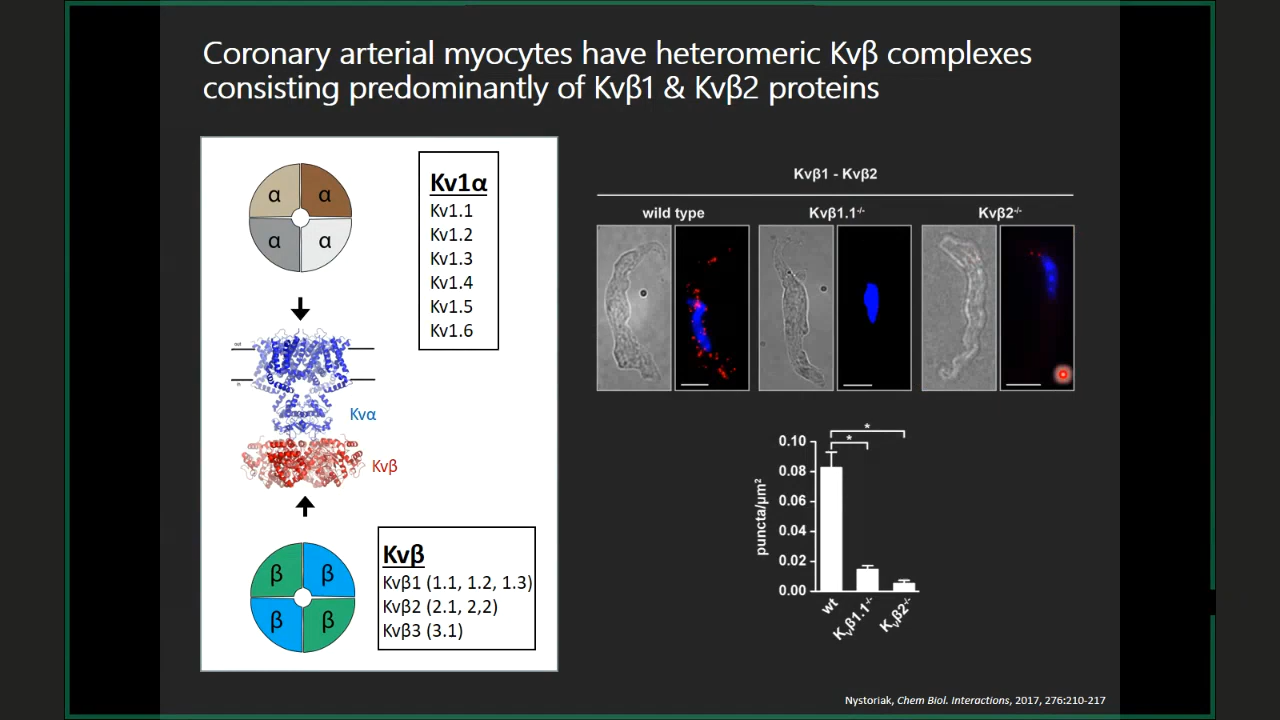 Coronary arterial myocytes have heteromeric Kvβ complexes
consisting predominantly of Kvβ1 & Kvβ2 proteins
α
α
α
α
Kv1α
Kv1.1
Kv1.2
Kv1.3
Kv1.4
Kv1.5
Kv1.6
Kvα
Kvβ
β
β
β
β
Kvβ
Kvβ1 (1.1, 1.2, 1.3)
Kvβ2 (2.1, 2,2)
Kvβ3 (3.1)
Kvβ1 - Kvβ2
wild type
Kvβ1.1-/-
Kvβ2-/-
*
*
0.10
0.08
0.06
0.04
0.02
0.00
puncta/µm²
wt
Kvβ1.1-/-
Kvβ2-/-
Nystoriak, Chem Biol. Interactions, 2017, 276:210-217